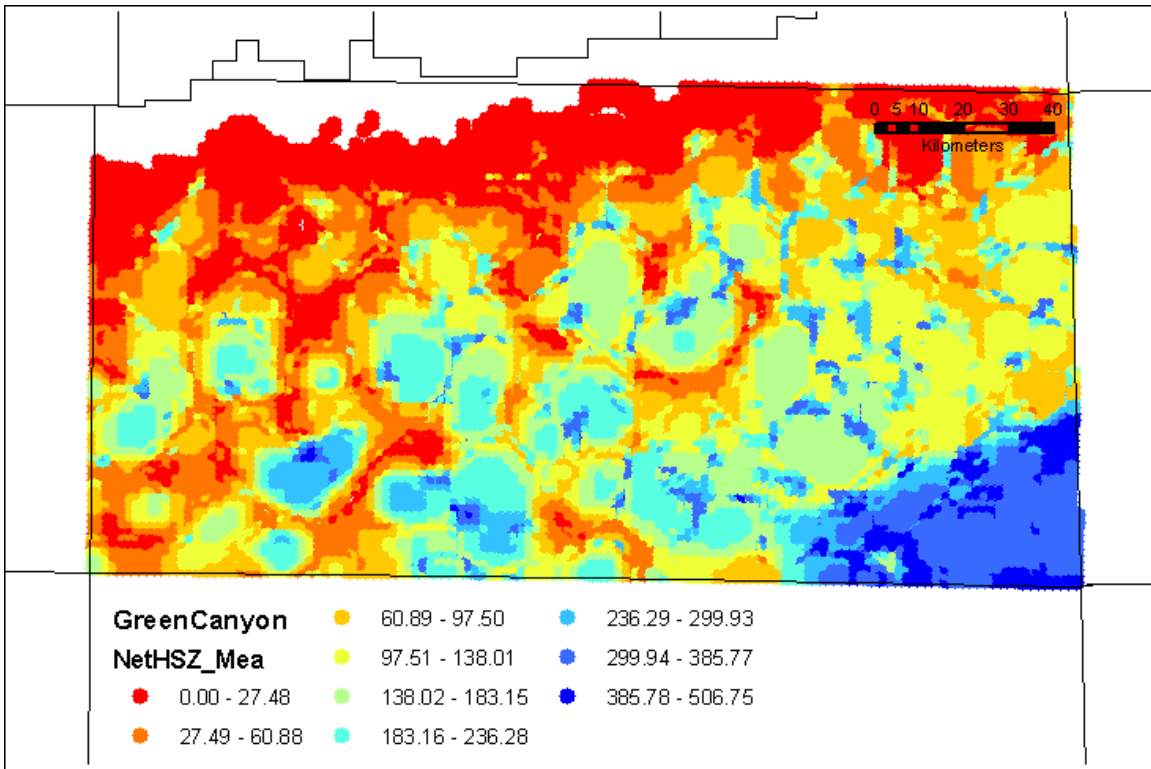 0 5 10 20 30 40
Kilometers
GreenCanyon
NetHSZ_Mea
0.00 - 27.48
27.49 - 60.88
60.89 - 97.50
97.51 - 138.01
138.02 - 183.15
183.16 - 236.28
236.29 - 299.93
299.94 - 385.77
385.78 - 506.75